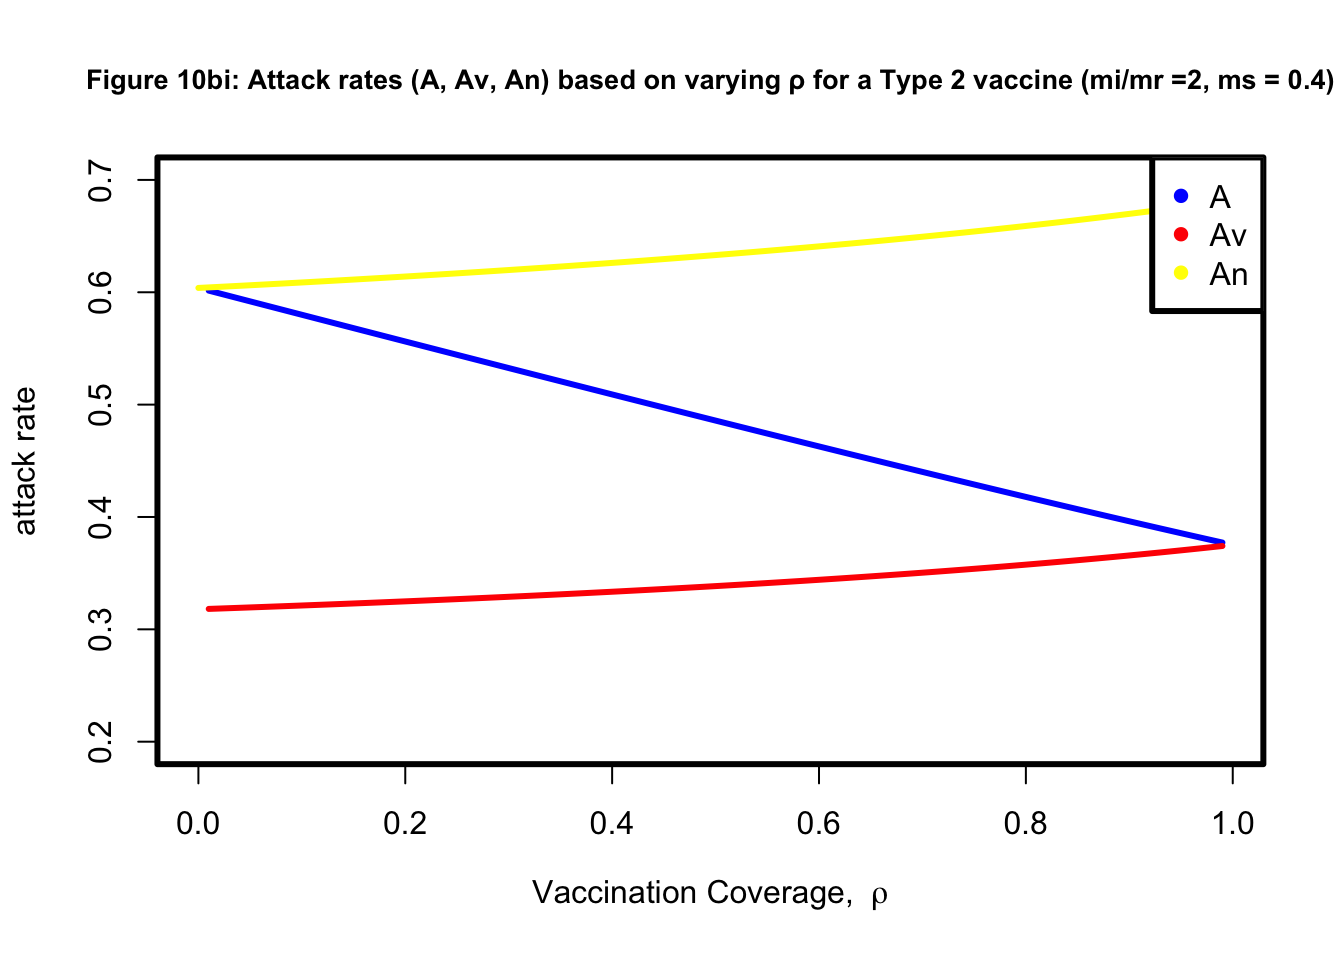 Figure 10bi: Attack rates (A, Av, An) based on varying ρ for a Type 2 vaccine (mi/mr =2, ms = 0.4)
A
Av
An
attack rate
0.7
0.6
0.5
0.4
0.3
0.2
0.0 0.2 0.4 0.6 0.8 1.0
Vaccination Coverage, ρ